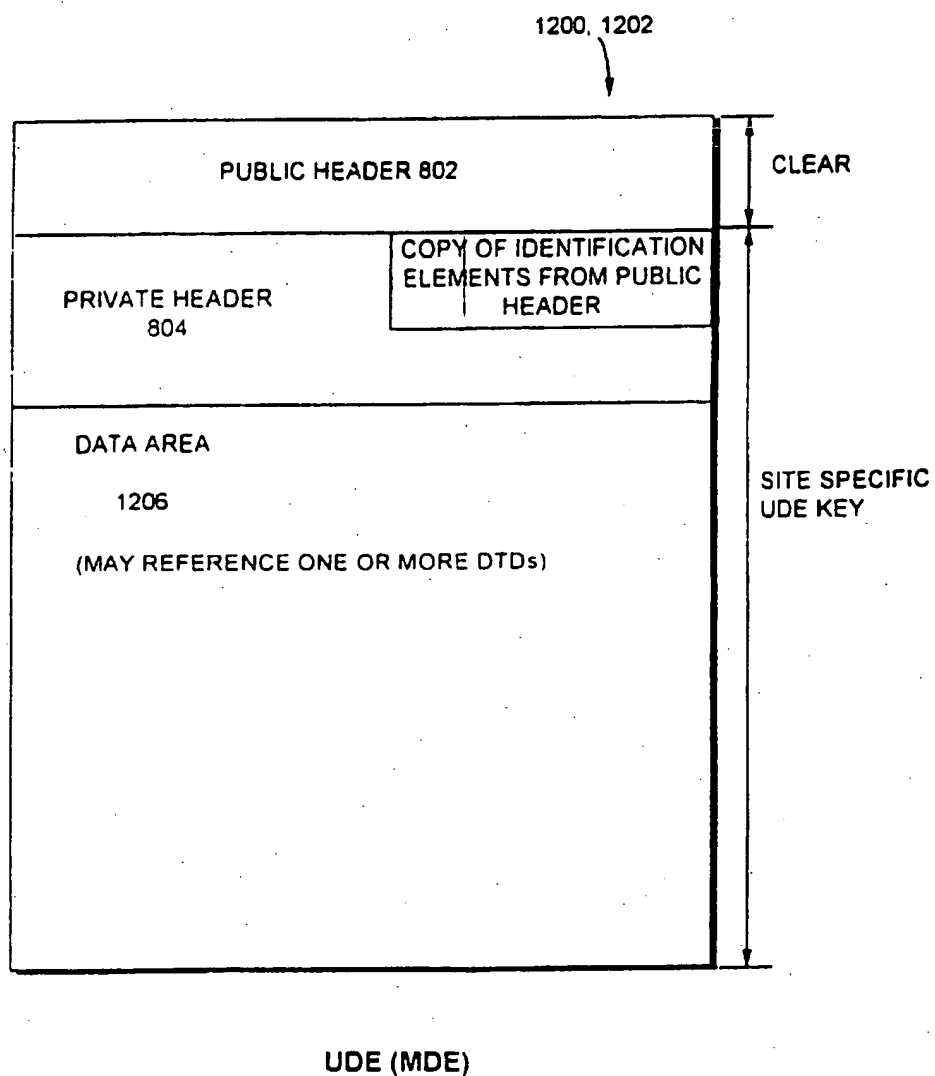 1200, 1202
PUBLIC HEADER 802
CLEAR
COPY OF IDENTIFICATION
ELEMENTS FROM PUBLIC
HEADER
PRIVATE HEADER
804
DATA AREA
1206
(MAY REFERENCE ONE OR MORE DTDs)
SITE SPECIFIC
UDE KEY
UDE (MDE)